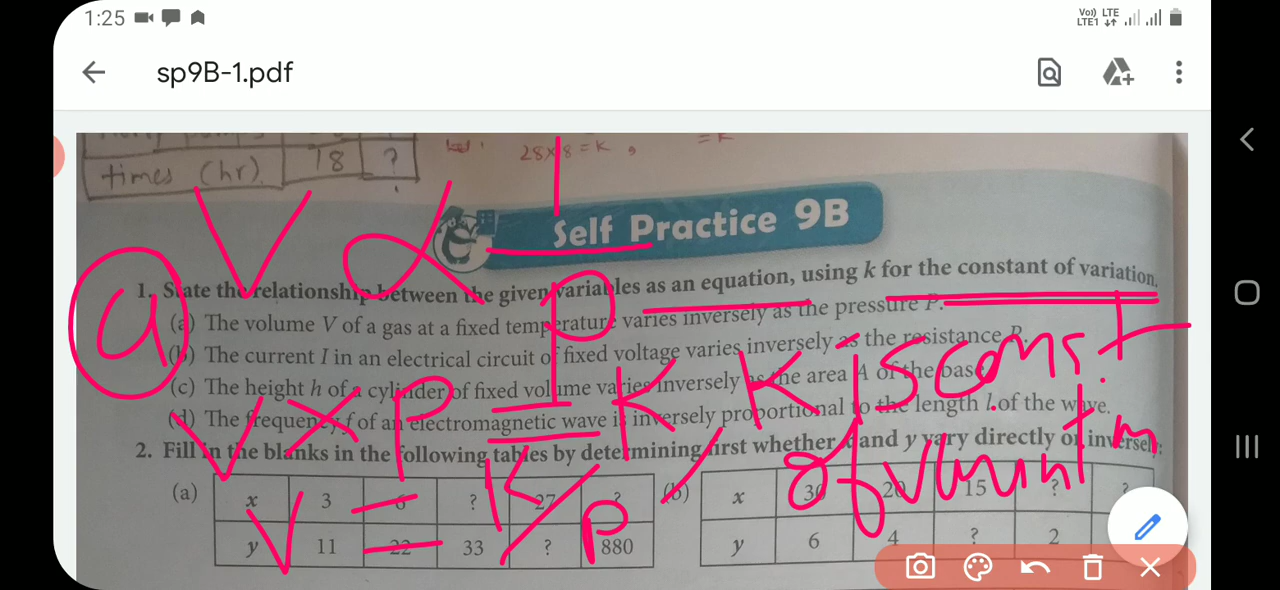 1:25
Vo)) LTE
LTE1
sp9B-1.pdf
times (hr) 18 ?
28×8 = k , = k
Self Practice 9B
1. State the relationship between the given variables as an equation, using k for the constant of variation.
(a) The volume V of a gas at a fixed temperature varies inversely as the pressure P.
(b) The current I in an electrical circuit of fixed voltage varies inversely as the resistance R.
(c) The height h of a cylinder of fixed volume varies inversely as the area A of the base.
(d) The frequency f of an electromagnetic wave is inversely proportional to the length l of the wave.
2. Fill in the blanks in the following tables by determining first whether x and y vary directly or inversely:
(a) x 3 6 ? 27 ?
y 11 22 33 ? 880
(b) x 30 20 15 ? ?
y 6 4 ? 2
a
V α 1
P
V × P = K , K is const
V = K/P